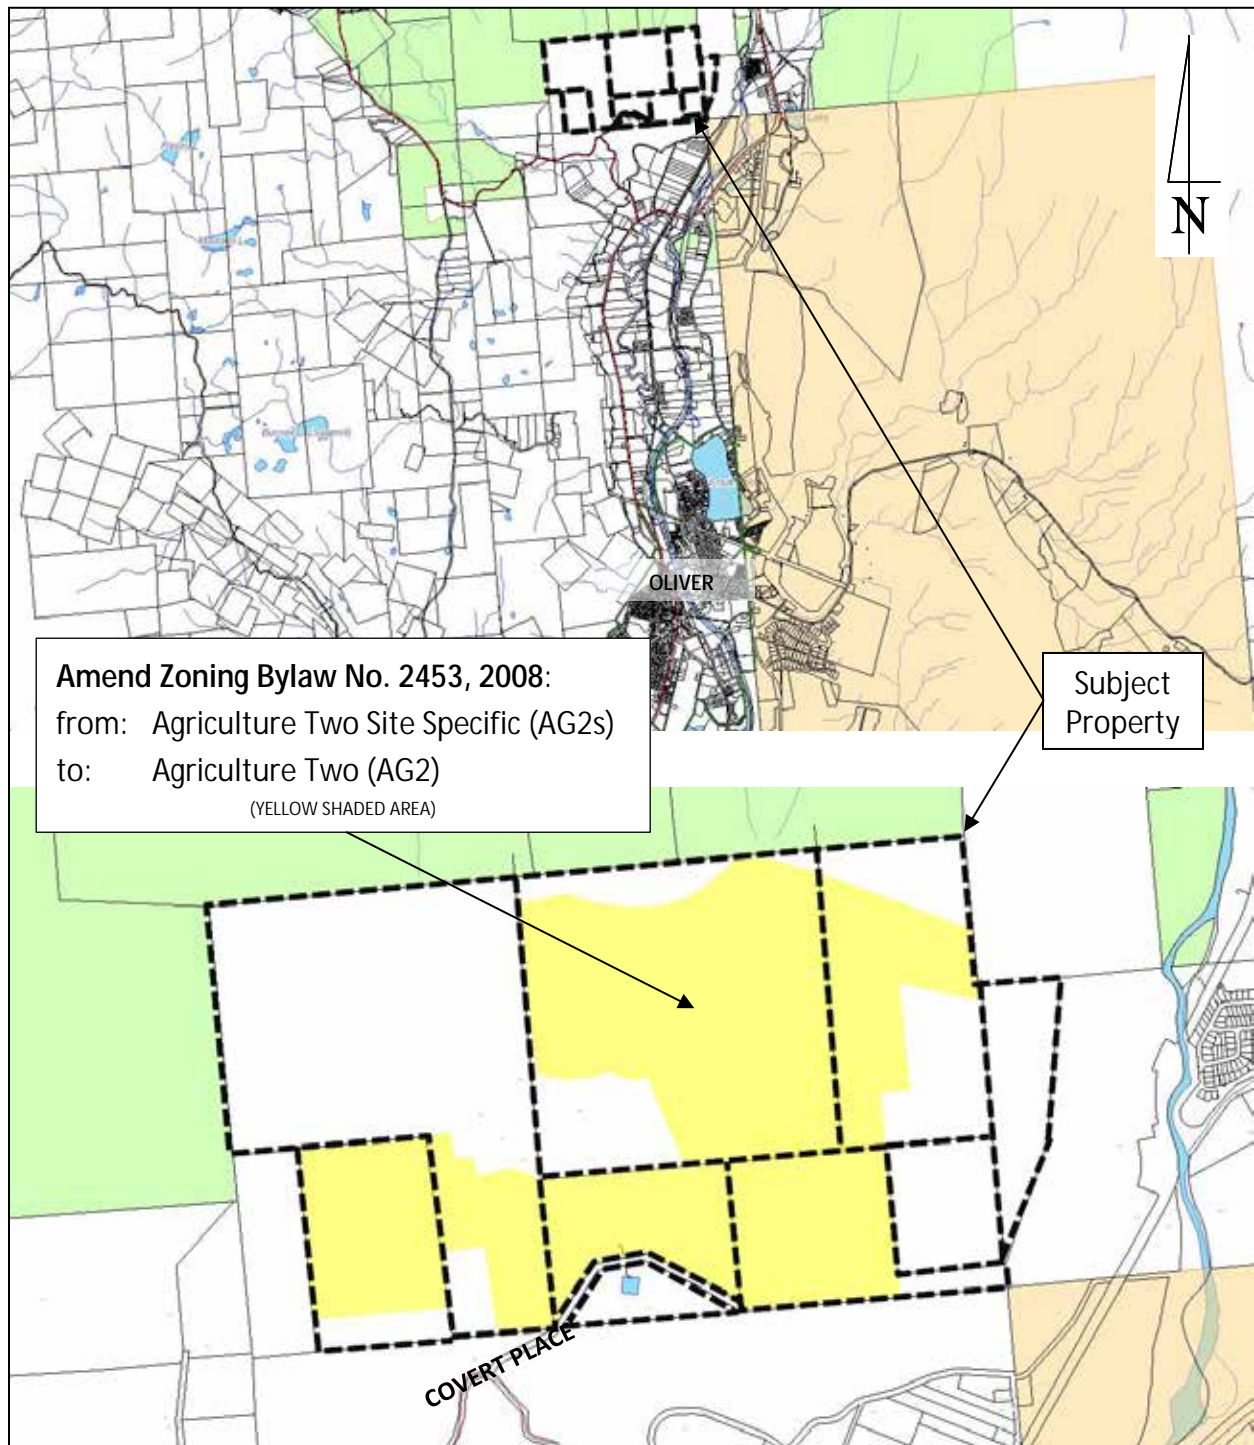 N
OLIVER
Amend Zoning Bylaw No. 2453, 2008:
from: Agriculture Two Site Specific (AG2s)
to: Agriculture Two (AG2)
(YELLOW SHADED AREA)
Subject
Property
COVERT PLACE